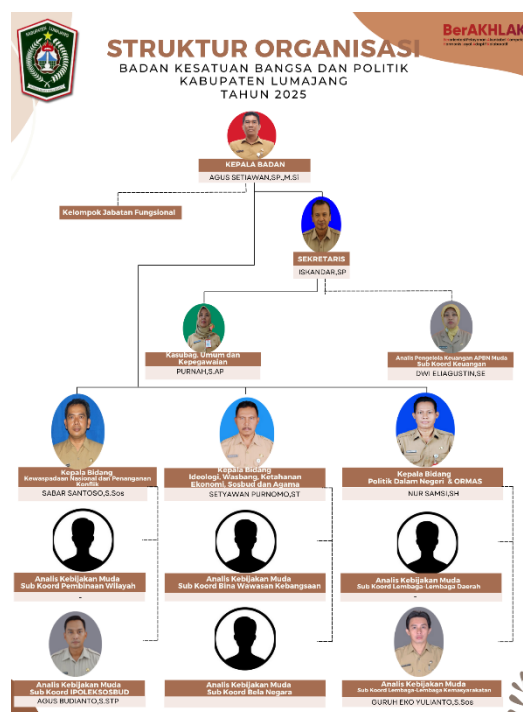 KABUPATEN LUMAJANG
BerAKHLAK
STRUKTUR ORGANISASI
BADAN KESATUAN BANGSA DAN POLITIK
KABUPATEN LUMAJANG
TAHUN 2025
KEPALA BADAN
AGUS SETIAWAN,SP.,M.Si
Kelompok Jabatan Fungsional
SEKRETARIS
ISKANDAR,SP
Kasubag. Umum dan
Kepegawaian
PURNAH,S.AP
Analis Pengelola Keuangan APBN Muda
Sub Koord Keuangan
DWI ELIAGUSTIN,SE
Kepala Bidang
Kewaspadaan Nasional dan Penanganan
Konflik
SABAR SANTOSO,S.Sos
Kepala Bidang
Ideologi, Wasbang, Ketahanan
Ekonomi, Sosbud dan Agama
SETYAWAN PURNOMO,ST
Kepala Bidang
Politik Dalam Negeri & ORMAS
NUR SAMSI,SH
Analis Kebijakan Muda
Sub Koord Pembinaan Wilayah
-
Analis Kebijakan Muda
Sub Koord Bina Wawasan Kebangsaan
Analis Kebijakan Muda
Sub Koord Lembaga-Lembaga Daerah
-
Analis Kebijakan Muda
Sub Koord IPOLEKSOSBUD
AGUS BUDIANTO,S.STP
Analis Kebijakan Muda
Sub Koord Bela Negara
Analis Kebijakan Muda
Sub Koord Lembaga-Lembaga Kemasyarakatan
GURUH EKO YULIANTO,S.Sos